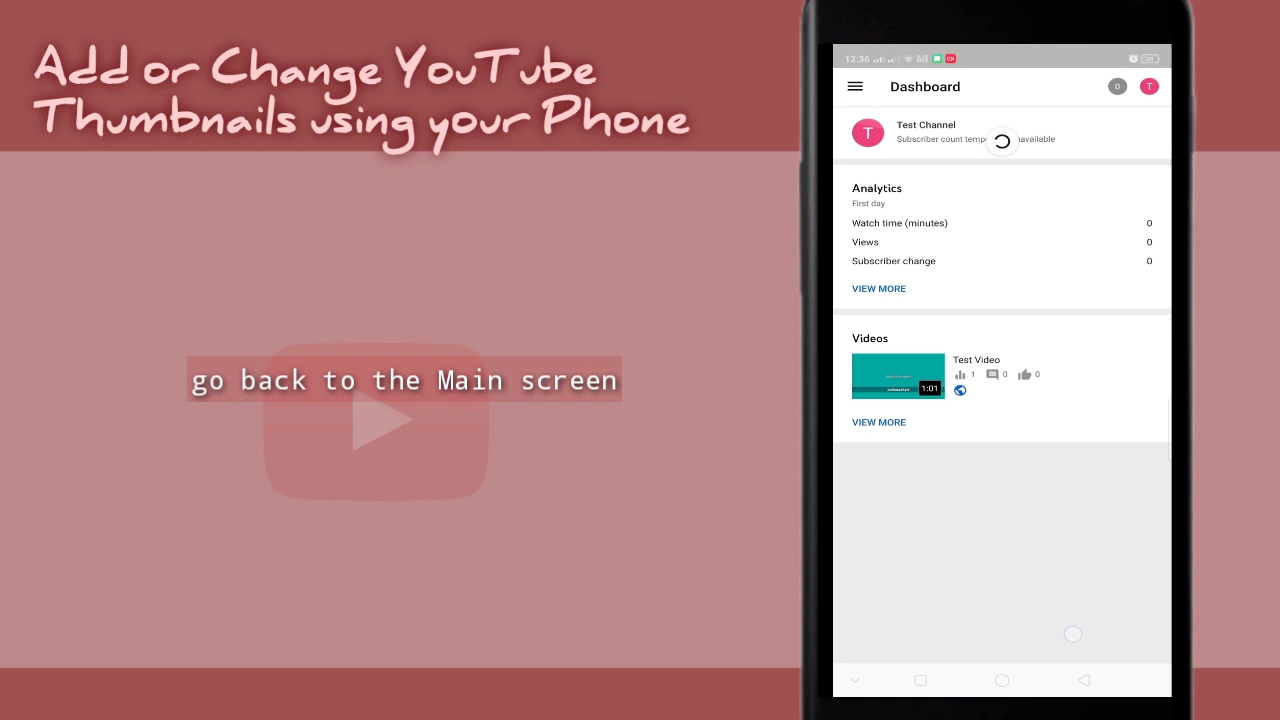 Add or Change YouTube
Thumbnails using your Phone
go back to the Main screen
12:36
Dashboard
0
T
T
Test Channel
Subscriber count
Analytics
First day
Watch time (minutes) 0
Views 0
Subscriber change 0
VIEW MORE
Videos
1:01
Test Video
1 0 0
VIEW MORE